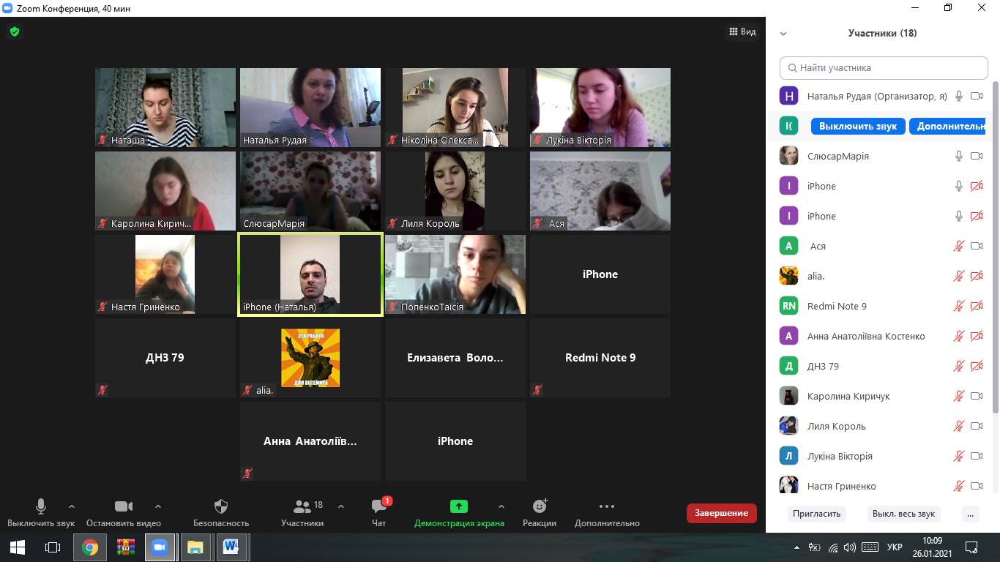 Zoom Конференция, 40 мин
Вид
Наташа
Наталья Рудая
Ніколіна Олекса...
Лукіна Вікторія
Каролина Кирич...
СлюсарМарія
Лиля Король
Ася
Настя Гриненко
iPhone (Наталья)
ПопенкоТаїсія
iPhone
ДНЗ 79
ЭТО РАБОТА
ДЛЯ ВЕСЕМИРА
alia.
Елизавета Воло...
Redmi Note 9
Анна Анатоліїв...
iPhone
Участники (18)
Найти участника
Н Наталья Рудая (Организатор, я)
I( Выключить звук Дополнительн
СлюсарМарія
I iPhone
I iPhone
А Ася
alia.
RN Redmi Note 9
А Анна Анатоліївна Костенко
Д ДНЗ 79
Каролина Киричук
Лиля Король
Л Лукіна Вікторія
Настя Гриненко
Пригласить Выкл. весь звук ...
Выключить звук
Остановить видео
Безопасность
18
Участники
1
Чат
Демонстрация экрана
Реакции
Дополнительно
Завершение
УКР
10:09
26.01.2021